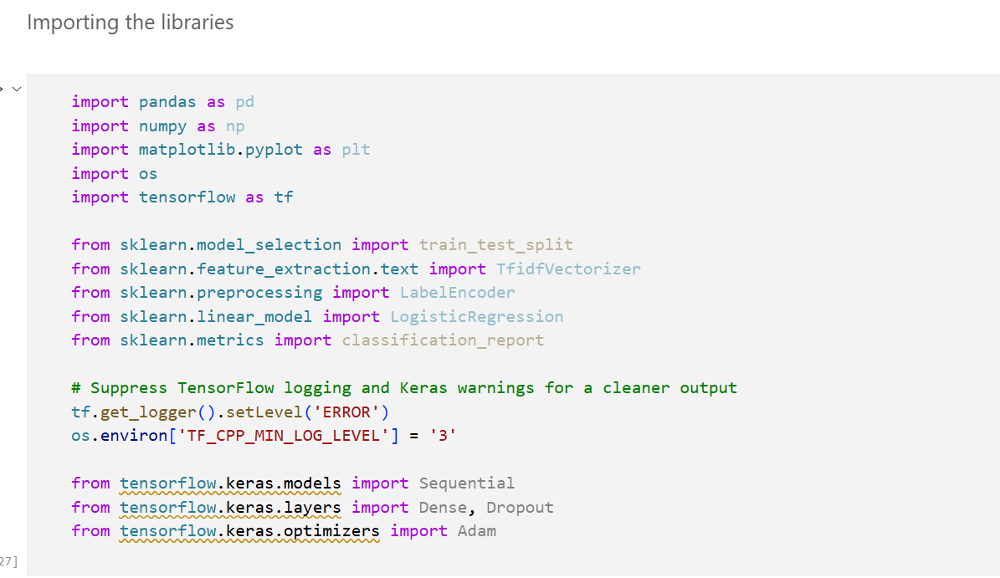 Importing the libraries
import pandas as pd
import numpy as np
import matplotlib.pyplot as plt
import os
import tensorflow as tf
from sklearn.model_selection import train_test_split
from sklearn.feature_extraction.text import TfidfVectorizer
from sklearn.preprocessing import LabelEncoder
from sklearn.linear_model import LogisticRegression
from sklearn.metrics import classification_report
# Suppress TensorFlow logging and Keras warnings for a cleaner output
tf.get_logger().setLevel('ERROR')
os.environ['TF_CPP_MIN_LOG_LEVEL'] = '3'
from tensorflow.keras.models import Sequential
from tensorflow.keras.layers import Dense, Dropout
from tensorflow.keras.optimizers import Adam
27]